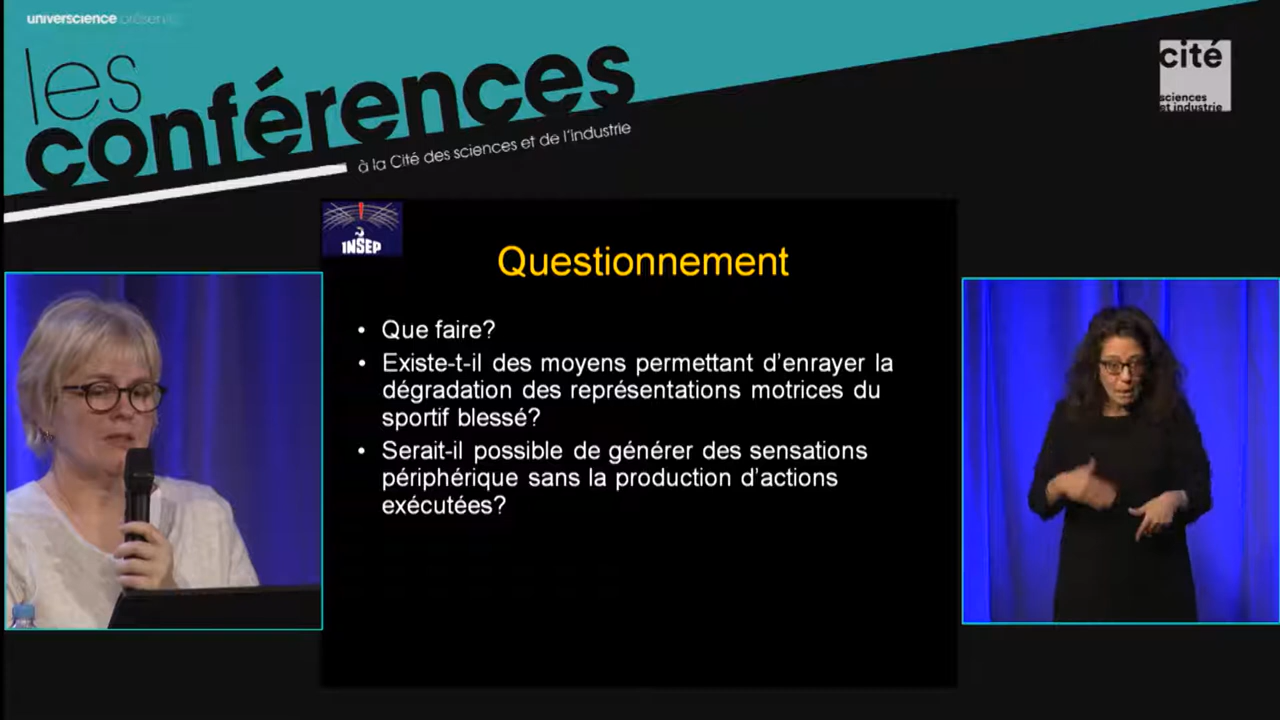 universcience présente
les
conférences
à la Cité des sciences et de l'industrie
cité
sciences
et industrie
INSEP
Questionnement
• Que faire?
• Existe-t-il des moyens permettant d'enrayer la
dégradation des représentations motrices du
sportif blessé?
• Serait-il possible de générer des sensations
périphérique sans la production d'actions
exécutées?